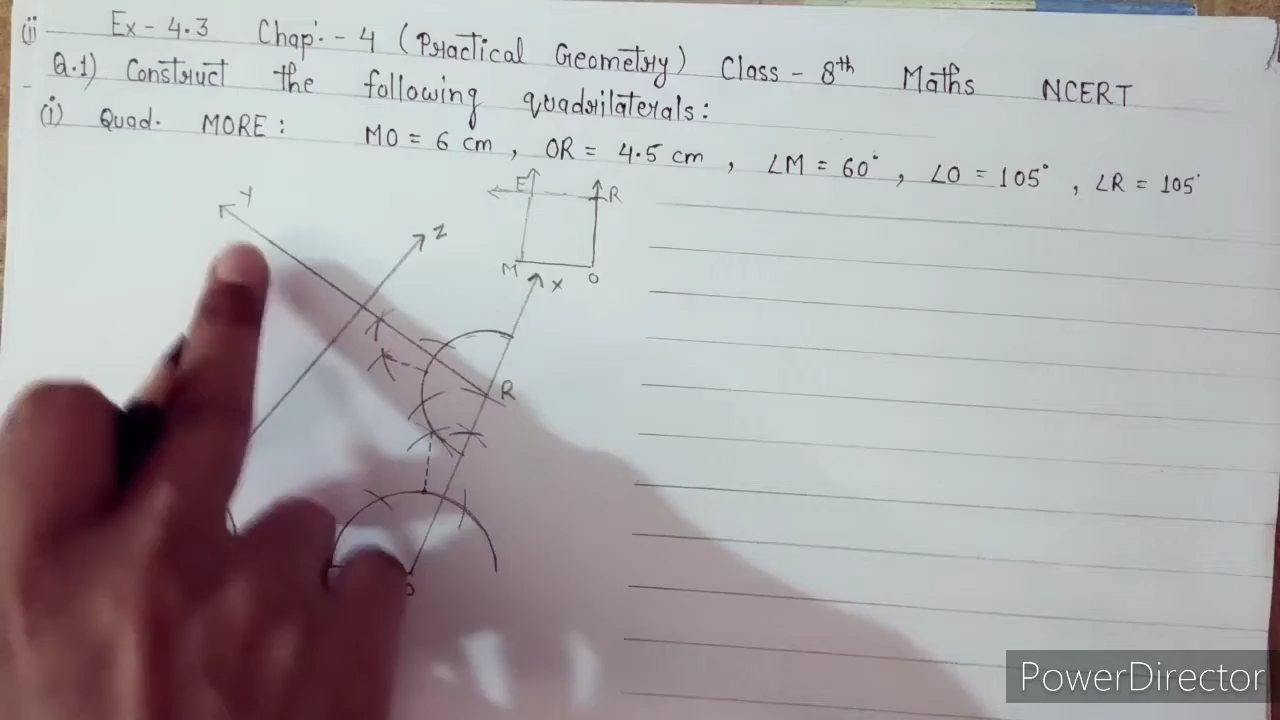 (ii Ex - 4.3 Chap: - 4 (Practical Geometry) Class - 8th Maths NCERT
Q.1) Construct the following quadrilaterals:
(i) Quad. MORE: MO = 6 cm, OR = 4.5 cm, ∠M = 60°, ∠O = 105°, ∠R = 105°
E R
Y
Z
M O
X
R
O
PowerDirector